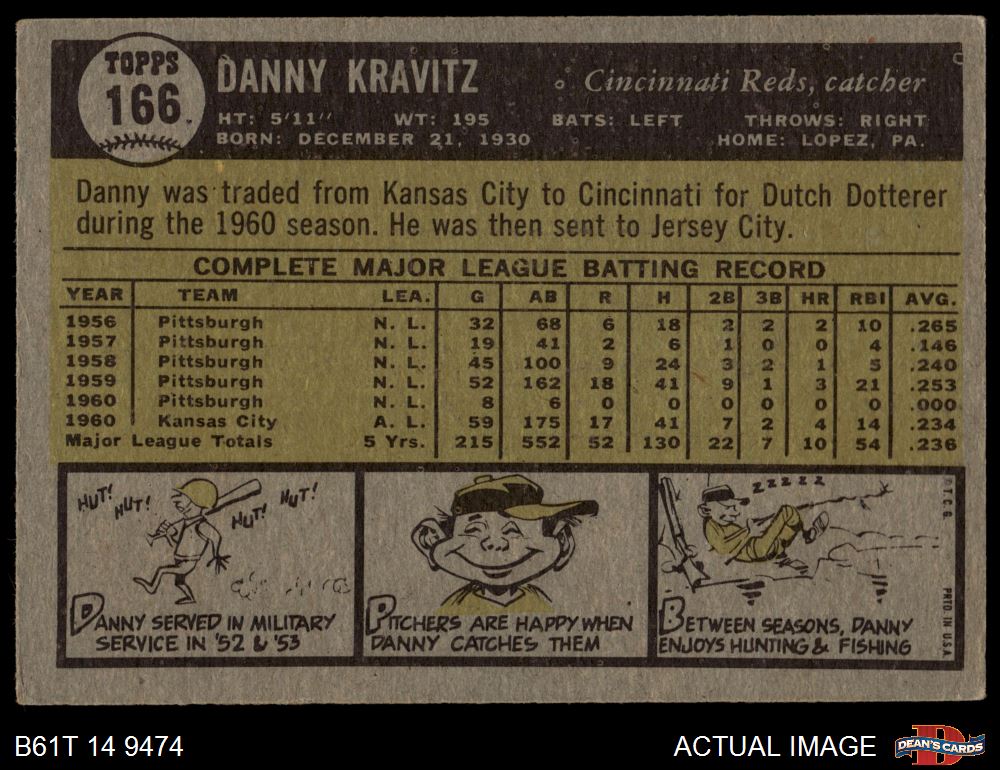 TOPPS
166
DANNY KRAVITZ
Cincinnati Reds, catcher
HT: 5'11" WT: 195 BATS: LEFT THROWS: RIGHT
BORN: DECEMBER 21, 1930 HOME: LOPEZ, PA.
Danny was traded from Kansas City to Cincinnati for Dutch Dotterer
during the 1960 season. He was then sent to Jersey City.
COMPLETE MAJOR LEAGUE BATTING RECORD
YEAR TEAM LEA. G AB R H 2B 3B HR RBI AVG.
1956 Pittsburgh N. L. 32 68 6 18 2 2 2 10 .265
1957 Pittsburgh N. L. 19 41 2 6 1 0 0 4 .146
1958 Pittsburgh N. L. 45 100 9 24 3 2 1 5 .240
1959 Pittsburgh N. L. 52 162 18 41 9 1 3 21 .253
1960 Pittsburgh N. L. 8 6 0 0 0 0 0 0 .000
1960 Kansas City A. L. 59 175 17 41 7 2 4 14 .234
Major League Totals 5 Yrs. 215 552 52 130 22 7 10 54 .236
HUT!
HUT!
HUT!
HUT!
DANNY SERVED IN MILITARY
SERVICE IN '52 & '53
PITCHERS ARE HAPPY WHEN
DANNY CATCHES THEM
ZZZZZ
BETWEEN SEASONS, DANNY
ENJOYS HUNTING & FISHING
© T. C. G.
PRTD. IN U.S.A.
B61T 14 9474
ACTUAL IMAGE
D
DEAN'S CARDS